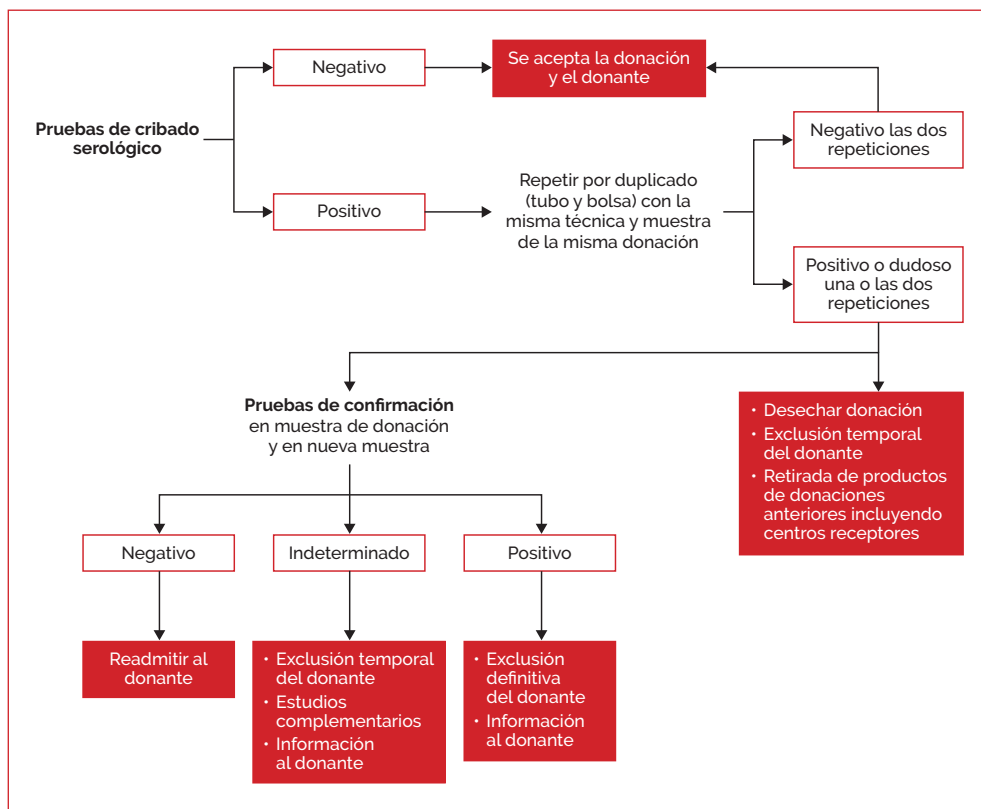 Negativo
Se acepta la donación
y el donante
Pruebas de cribado
serológico
Negativo las dos
repeticiones
Positivo
Repetir por duplicado
(tubo y bolsa) con la
misma técnica y muestra
de la misma donación
Positivo o dudoso
una o las dos
repeticiones
Pruebas de confirmación
en muestra de donación
y en nueva muestra
• Desechar donación
• Exclusión temporal
del donante
• Retirada de productos
de donaciones
anteriores incluyendo
centros receptores
Negativo
Indeterminado
Positivo
Readmitir al
donante
• Exclusión temporal
del donante
• Estudios
complementarios
• Información
al donante
• Exclusión
definitiva
del donante
• Información
al donante